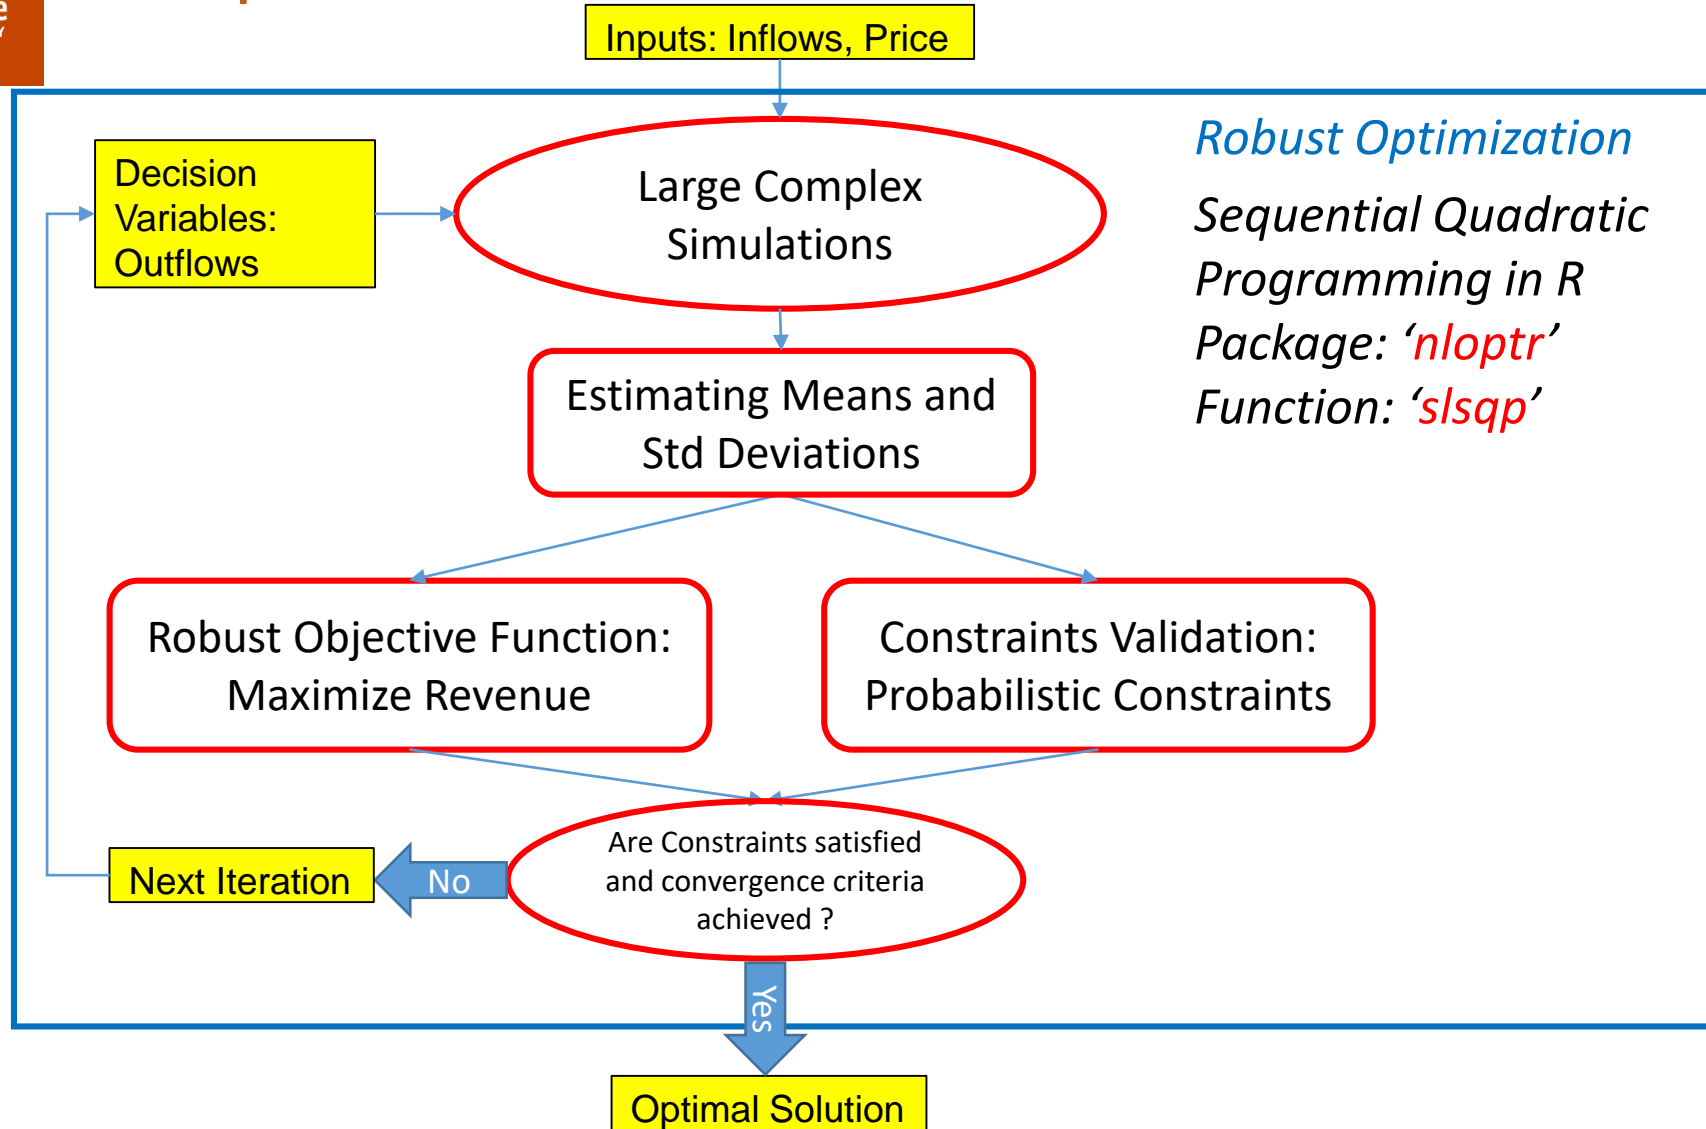 Inputs: Inflows, Price
Decision
Variables:
Outflows
Large Complex
Simulations
Robust Optimization
Sequential Quadratic
Programming in R
Package: ‘nloptr’
Function: ‘slsqp’
Estimating Means and
Std Deviations
Robust Objective Function:
Maximize Revenue
Constraints Validation:
Probabilistic Constraints
Are Constraints satisfied
and convergence criteria
achieved ?
No
Next Iteration
Yes
Optimal Solution